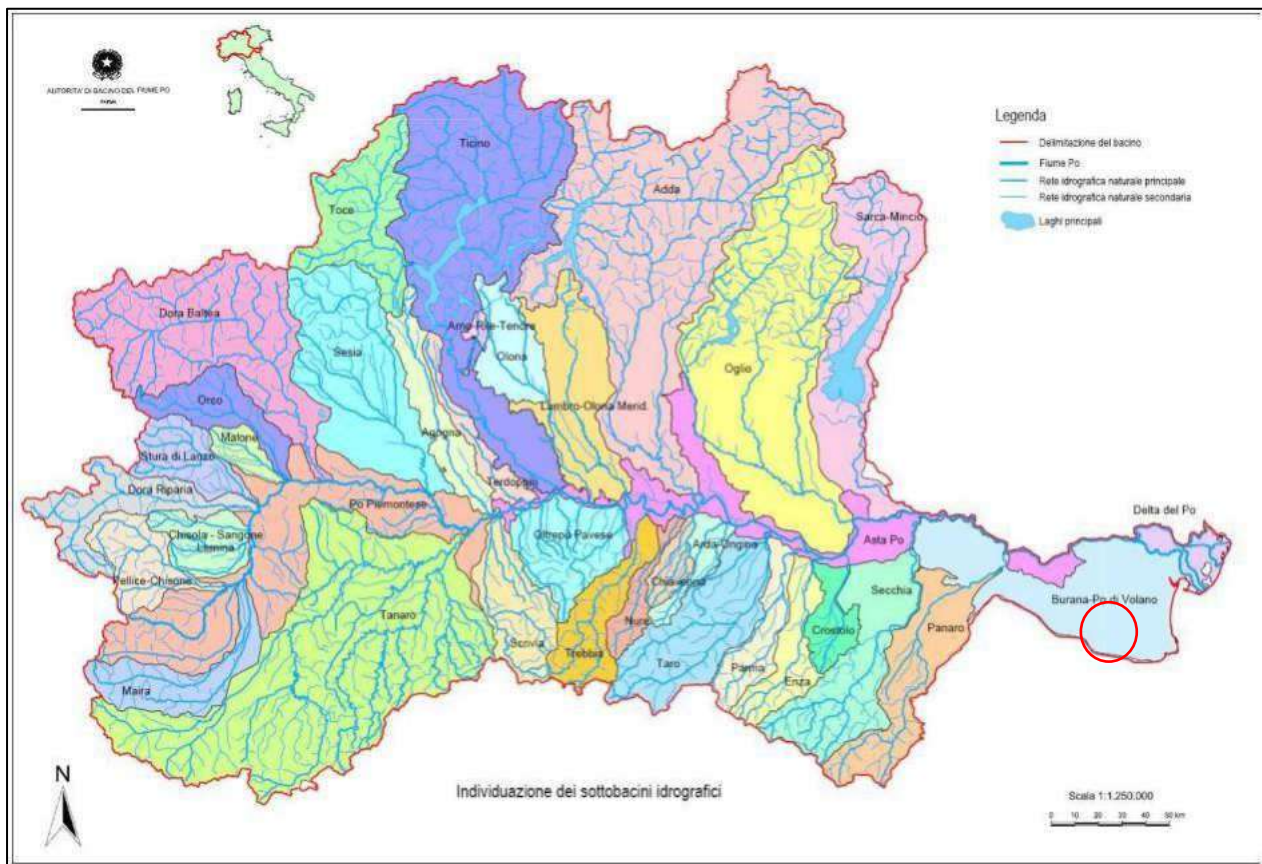 AUTORITA' DI BACINO DEL FIUME PO
PARMA
Legenda
Delimitazione del bacino
Fiume Po
Rete idrografica naturale principale
Rete idrografica naturale secondaria
Laghi principali
Ticino
Adda
Toce
Sarca-Mincio
Dora Baltea
Arno-Rile-Tenore
Sesia
Olona
Oglio
Orco
Lambro-Olona Merid.
Agogna
Malone
Stura di Lanzo
Terdoppio
Dora Riparia
Po Piemontese
Delta del Po
Chisola - Sangone
Lemina
Oltrepò Pavese
Arda-Ongina
Asta Po
Pellice-Chisone
Chiavenna
Secchia
Burana-Po di Volano
Tanaro
Nure
Crostolo
Panaro
Scrivia
Trebbia
Taro
Parma
Enza
Maira
N
Individuazione dei sottobacini idrografici
Scala 1:1.250.000
0 10 20 30 40 50 km